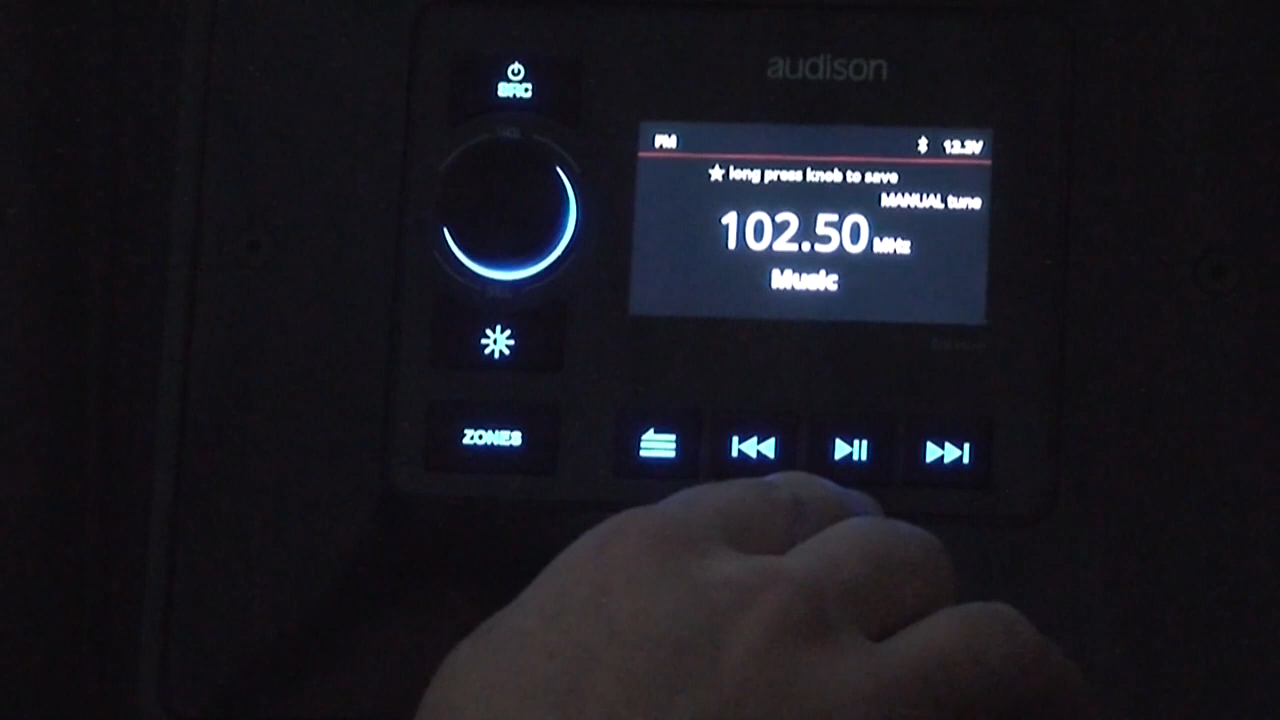 SRC
audison
FM
12.3V
long press knob to save
MANUAL tune
102.50 MHz
Music
ZONES